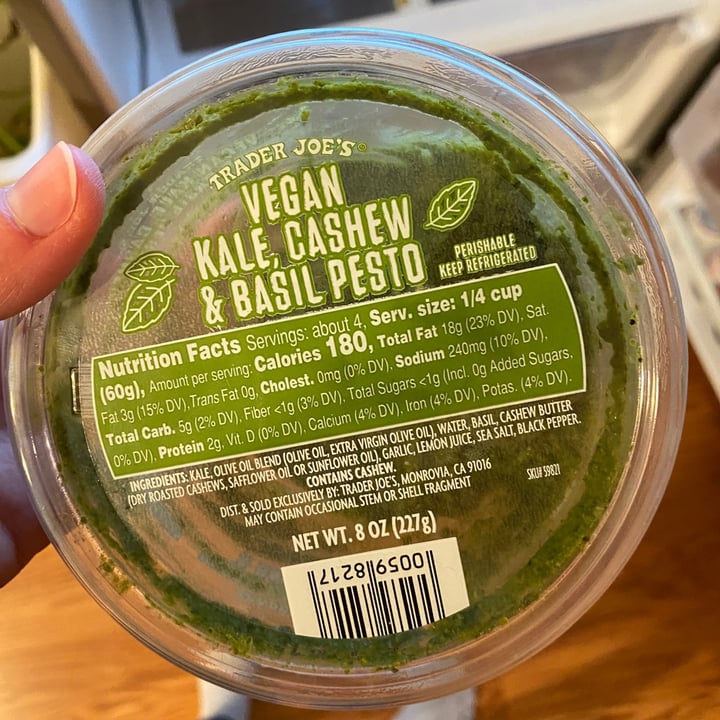 TRADER JOE'S®
VEGAN
KALE, CASHEW
& BASIL PESTO
PERISHABLE
KEEP REFRIGERATED
Nutrition Facts Servings: about 4, Serv. size: 1/4 cup
(60g), Amount per serving: Calories 180, Total Fat 18g (23% DV), Sat.
Fat 3g (15% DV), Trans Fat 0g, Cholest. 0mg (0% DV), Sodium 240mg (10% DV),
Total Carb. 5g (2% DV), Fiber <1g (3% DV), Total Sugars <1g (Incl. 0g Added Sugars,
0% DV), Protein 2g. Vit. D (0% DV), Calcium (4% DV), Iron (4% DV), Potas. (4% DV).
INGREDIENTS: KALE, OLIVE OIL BLEND (OLIVE OIL, EXTRA VIRGIN OLIVE OIL), WATER, BASIL, CASHEW BUTTER
(DRY ROASTED CASHEWS, SAFFLOWER OIL OR SUNFLOWER OIL), GARLIC, LEMON JUICE, SEA SALT, BLACK PEPPER.
CONTAINS CASHEW.
DIST. & SOLD EXCLUSIVELY BY: TRADER JOE'S, MONROVIA, CA 91016
MAY CONTAIN OCCASIONAL STEM OR SHELL FRAGMENT
SKU# 59821
NET WT. 8 OZ (227g)
00598217